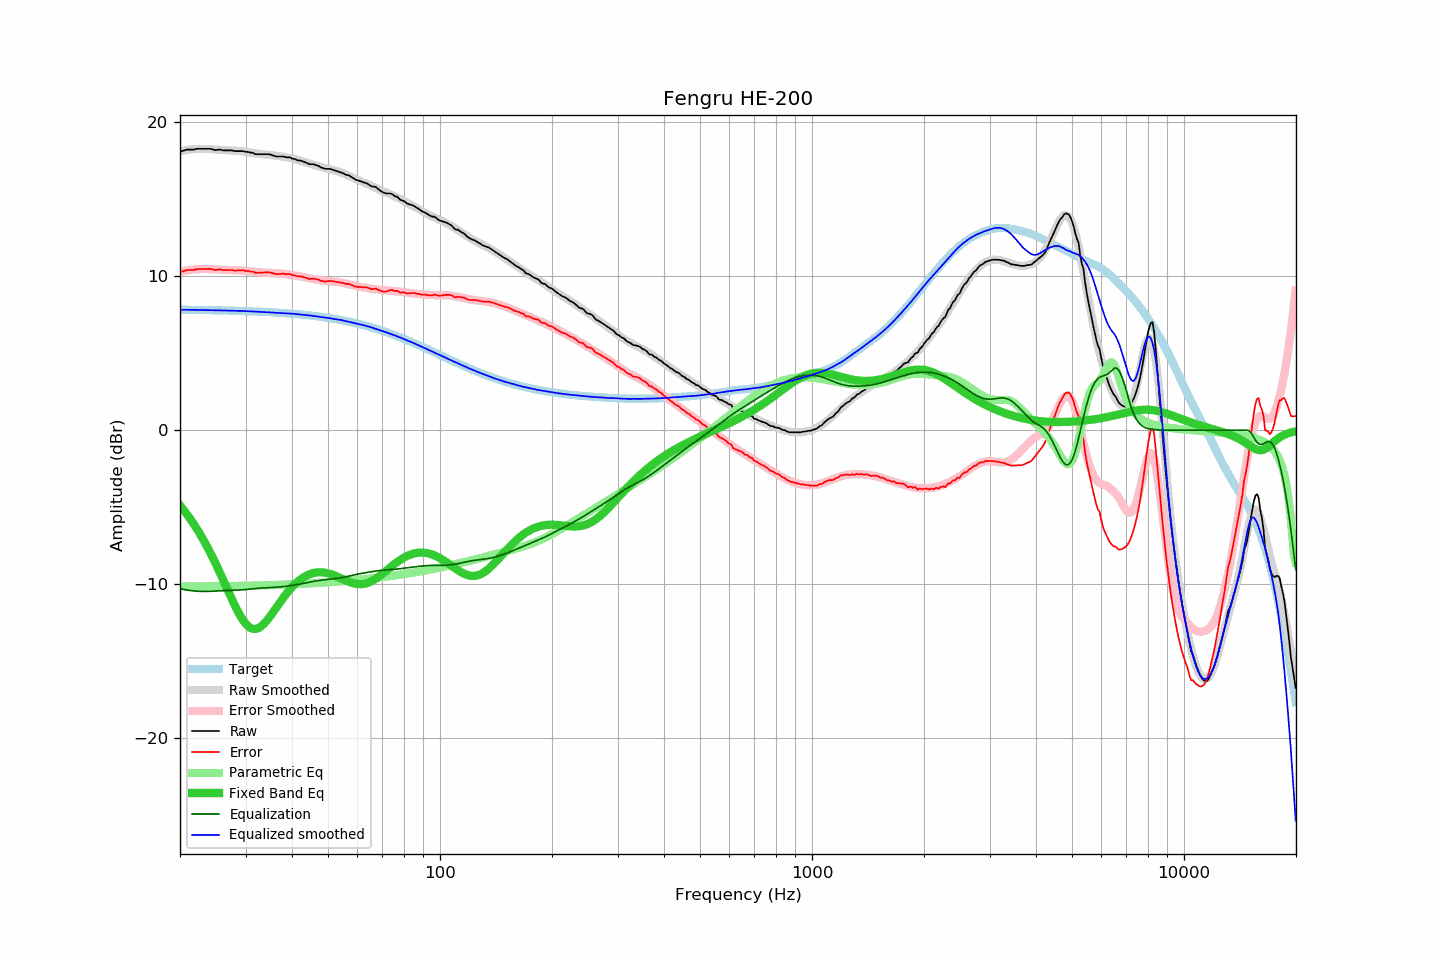 Fengru HE-200
20
10
0
−10
−20
Amplitude (dBr)
Target
Raw Smoothed
Error Smoothed
Raw
Error
Parametric Eq
Fixed Band Eq
Equalization
Equalized smoothed
100
1000
10000
Frequency (Hz)